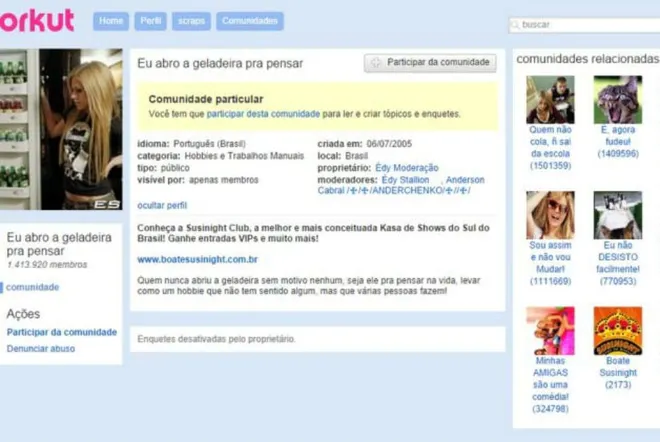 orkut
Home Perfil scraps Comunidades
buscar
ES
Eu abro a geladeira
pra pensar
1.413.920 membros
comunidade
Ações
Participar da comunidade
Denunciar abuso
Eu abro a geladeira pra pensar
Participar da comunidade
Comunidade particular
Você tem que participar desta comunidade para ler e criar tópicos e enquetes.
idioma: Português (Brasil)
categoria: Hobbies e Trabalhos Manuais
tipo: público
visível por: apenas membros
criada em: 06/07/2005
local: Brasil
proprietário: Édy Moderação
moderadores: Édy Stallion , Anderson
Cabral /☩/☩/ANDERCHENKO/☩//☩/
ocultar perfil
Conheça a Susinight Club, a melhor e mais conceituada Kasa de Shows do Sul do
Brasil! Ganhe entradas VIPs e muito mais!
www.boatesusinight.com.br
Quem nunca abriu a geladeira sem motivo nenhum, seja ele pra pensar na vida, levar
como um hobbie que não tem sentido algum, mas que várias pessoas fazem!
Enquetes desativadas pelo proprietário.
comunidades relacionadas
Quem não
cola, ñ sai
da escola
(1501359)
E, agora
fudeu!
(1409596)
Sou assim
e não vou
Mudar!
(1111669)
Eu não
DESISTO
facilmente!
(770953)
Minhas
AMIGAS
são uma
comédia!
(324798)
SUSINIGHT
Boate
Susinight
(2173)